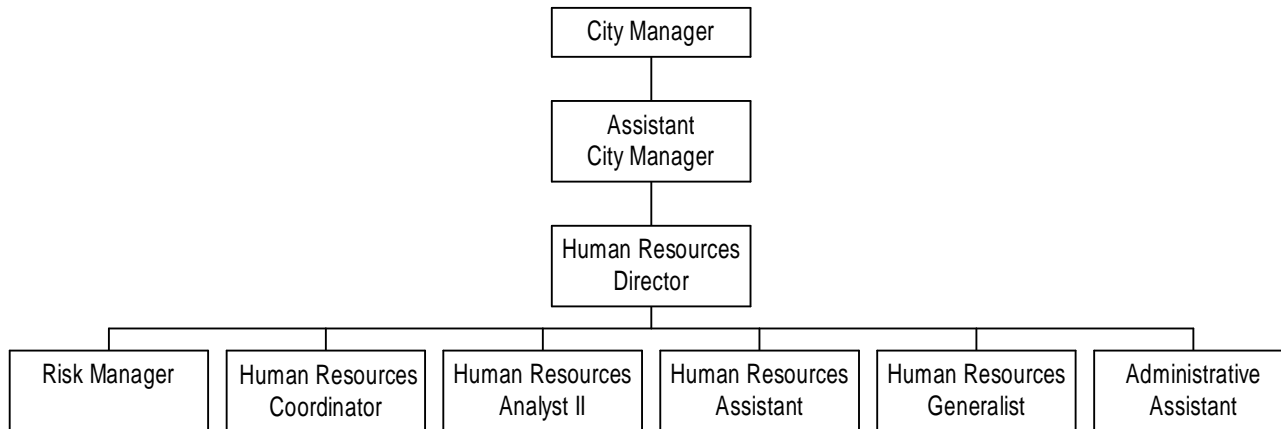 City Manager
Assistant
City Manager
Human Resources
Director
Risk Manager
Human Resources
Coordinator
Human Resources
Analyst II
Human Resources
Assistant
Human Resources
Generalist
Administrative
Assistant